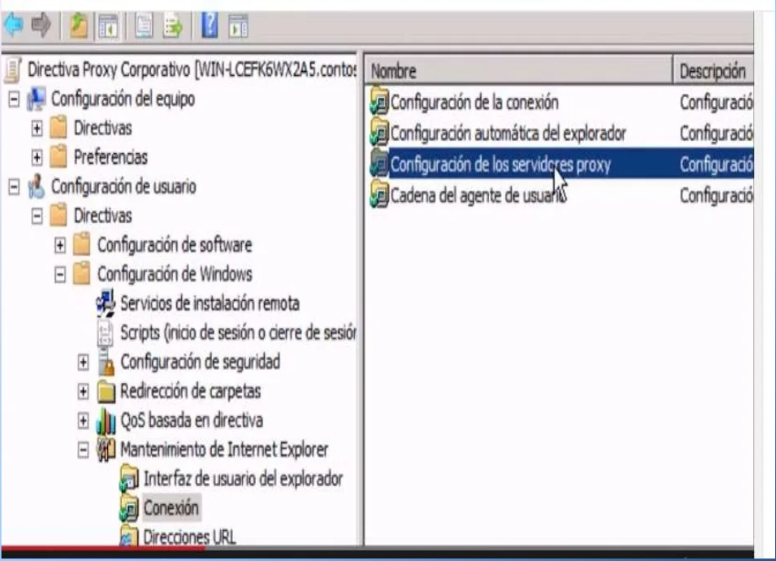 Directiva Proxy Corporativo [WIN-LCEFK6WX2A5.contos
Configuración del equipo
Directivas
Preferencias
Configuración de usuario
Directivas
Configuración de software
Configuración de Windows
Servicios de instalación remota
Scripts (inicio de sesión o cierre de sesión
Configuración de seguridad
Redirección de carpetas
QoS basada en directiva
Mantenimiento de Internet Explorer
Interfaz de usuario del explorador
Conexión
Direcciones URL
Nombre Descripción
Configuración de la conexión Configuració
Configuración automática del explorador Configuració
Configuración de los servidores proxy Configuració
Cadena del agente de usuario Configuració